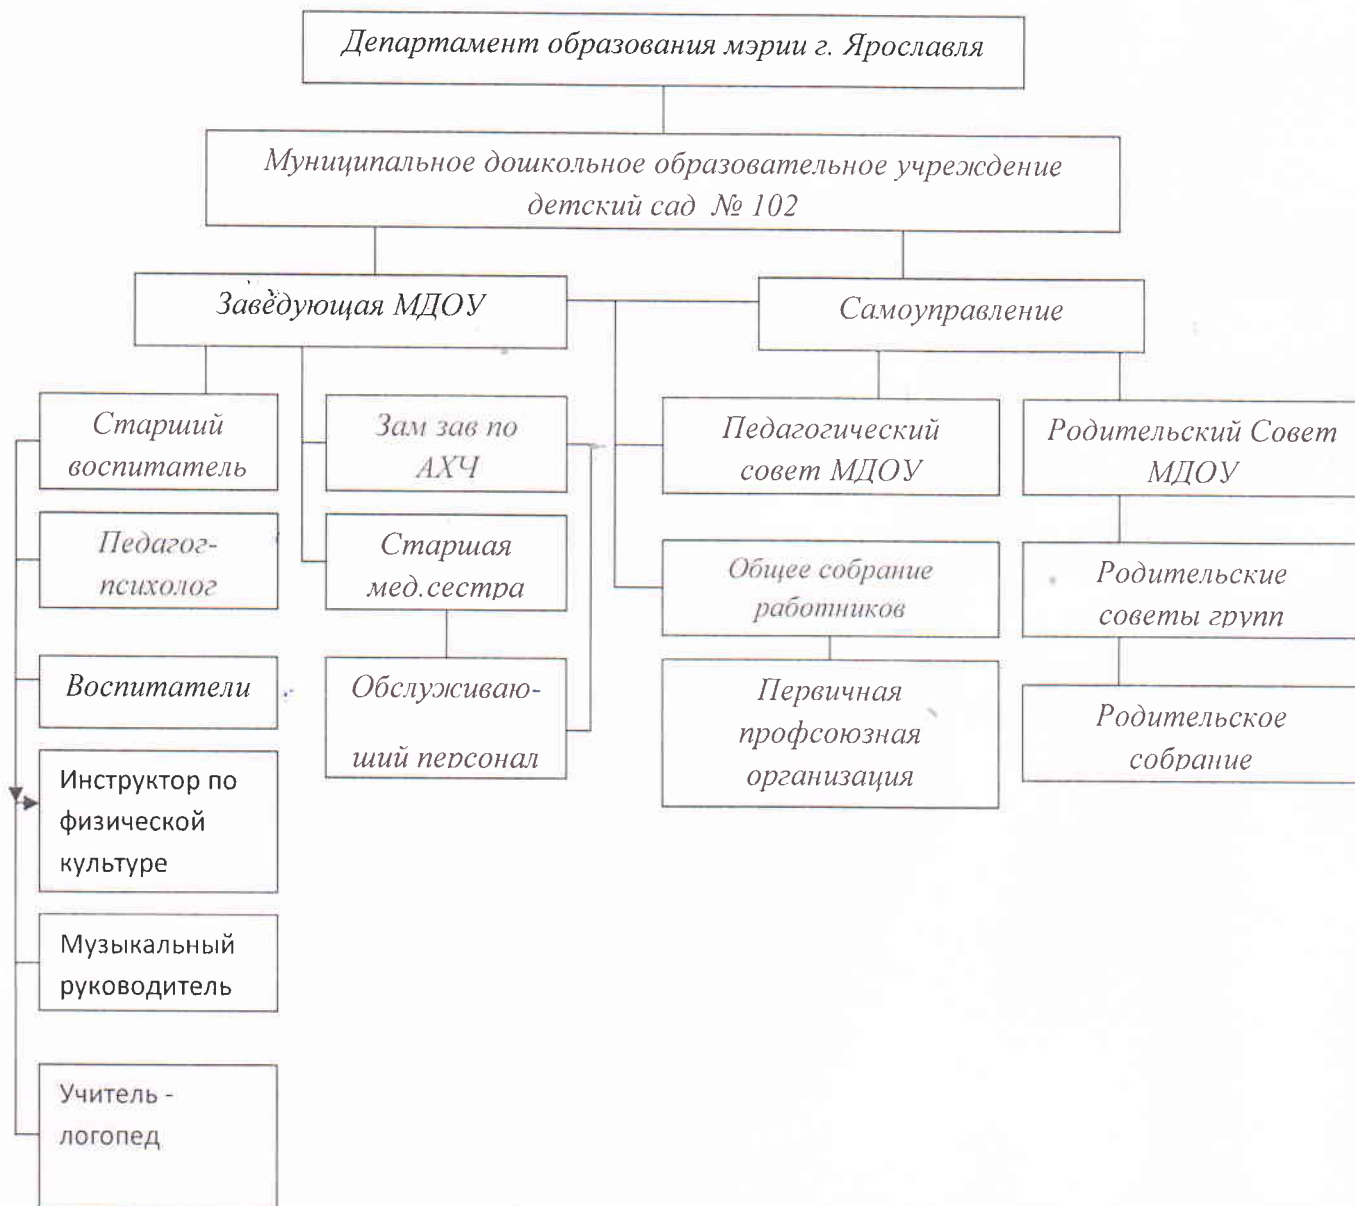 Департамент образования мэрии г. Ярославля
Муниципальное дошкольное образовательное учреждение
детский сад № 102
Заведующая МДОУ
Самоуправление
Старший
воспитатель
Зам зав по
АХЧ
Педагогический
совет МДОУ
Родительский Совет
МДОУ
Педагог-
психолог
Старшая
мед.сестра
Общее собрание
работников
Родительские
советы групп
Воспитатели
Обслуживаю-
ший персонал
Первичная
профсоюзная
организация
Родительское
собрание
Инструктор по
физической
культуре
Музыкальный
руководитель
Учитель -
логопед